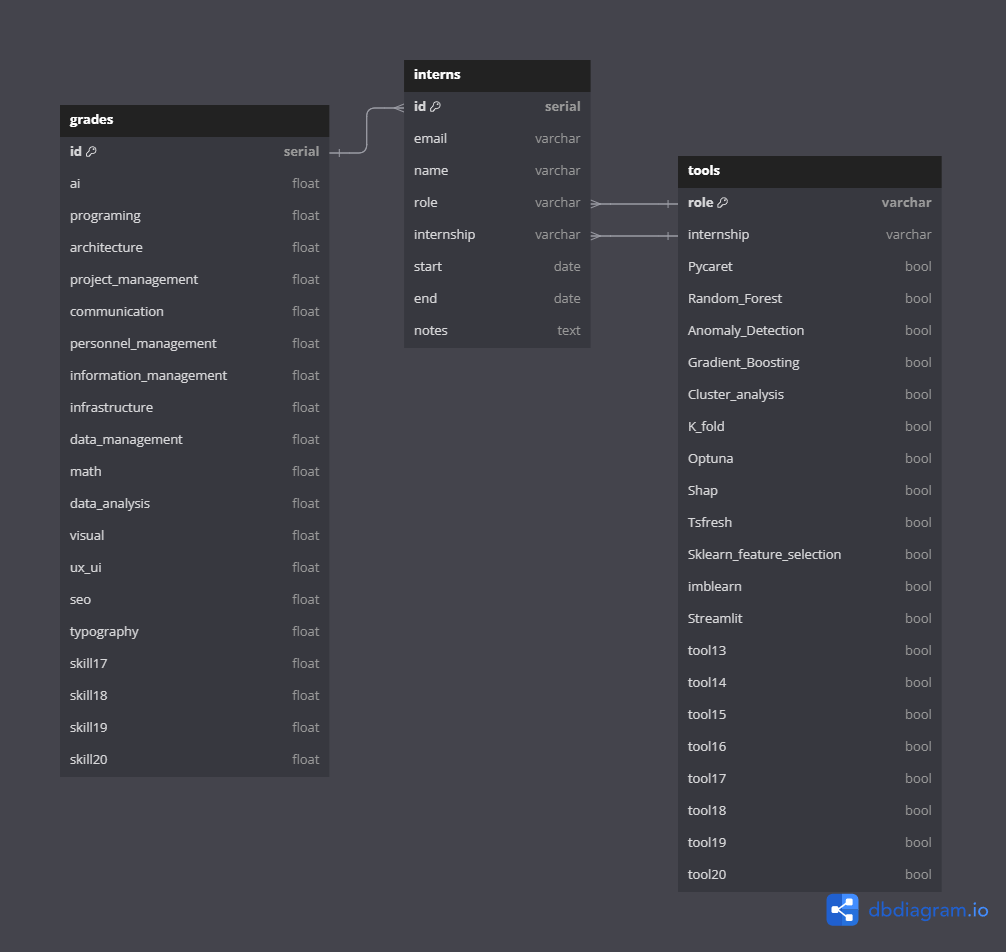 grades
id serial
ai float
programing float
architecture float
project_management float
communication float
personnel_management float
information_management float
infrastructure float
data_management float
math float
data_analysis float
visual float
ux_ui float
seo float
typography float
skill17 float
skill18 float
skill19 float
skill20 float
interns
id serial
email varchar
name varchar
role varchar
internship varchar
start date
end date
notes text
tools
role varchar
internship varchar
Pycaret bool
Random_Forest bool
Anomaly_Detection bool
Gradient_Boosting bool
Cluster_analysis bool
K_fold bool
Optuna bool
Shap bool
Tsfresh bool
Sklearn_feature_selection bool
imblearn bool
Streamlit bool
tool13 bool
tool14 bool
tool15 bool
tool16 bool
tool17 bool
tool18 bool
tool19 bool
tool20 bool
dbdiagram.io